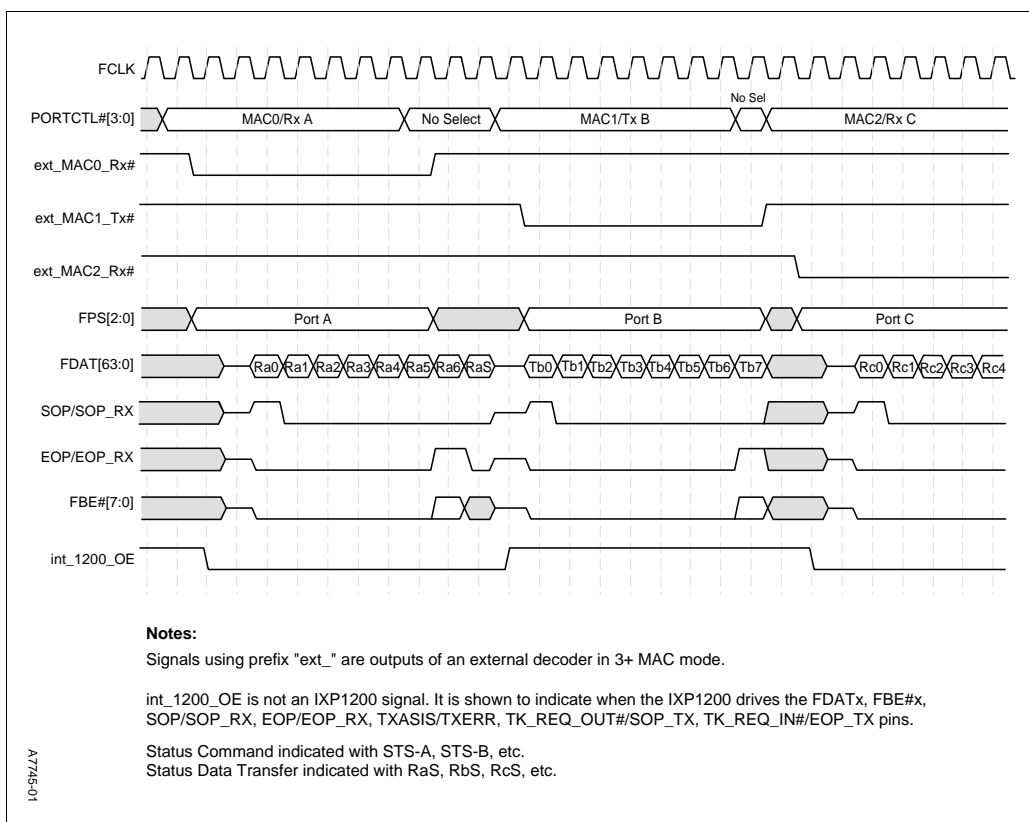 FCLK
No Sel
PORTCTL#[3:0] MAC0/Rx A No Select MAC1/Tx B MAC2/Rx C
ext_MAC0_Rx#
ext_MAC1_Tx#
ext_MAC2_Rx#
FPS[2:0] Port A Port B Port C
FDAT[63:0] Ra0 Ra1 Ra2 Ra3 Ra4 Ra5 Ra6 RaS Tb0 Tb1 Tb2 Tb3 Tb4 Tb5 Tb6 Tb7 Rc0 Rc1 Rc2 Rc3 Rc4
SOP/SOP_RX
EOP/EOP_RX
FBE#[7:0]
int_1200_OE
Notes:
Signals using prefix "ext_" are outputs of an external decoder in 3+ MAC mode.
int_1200_OE is not an IXP1200 signal. It is shown to indicate when the IXP1200 drives the FDATx, FBE#x,
SOP/SOP_RX, EOP/EOP_RX, TXASIS/TXERR, TK_REQ_OUT#/SOP_TX, TK_REQ_IN#/EOP_TX pins.
Status Command indicated with STS-A, STS-B, etc.
Status Data Transfer indicated with RaS, RbS, RcS, etc.
A7745-01